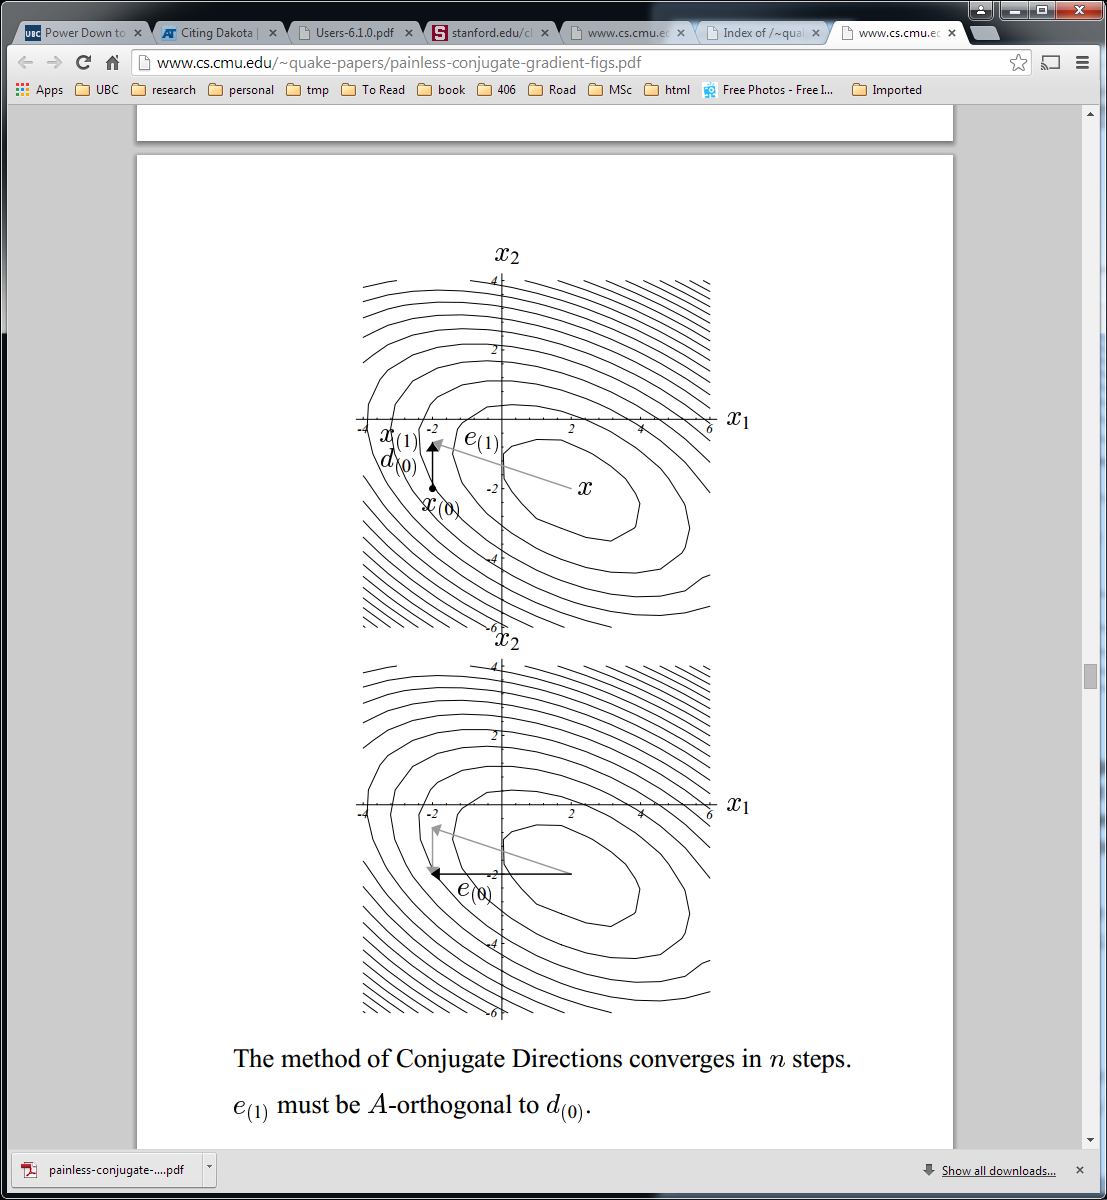 UBC Power Down to
AT Citing Dakota |
Users-6.1.0.pdf
S stanford.edu/cl
www.cs.cmu.ed
Index of /~qual
www.cs.cmu.ec
www.cs.cmu.edu/~quake-papers/painless-conjugate-gradient-figs.pdf
Apps UBC research personal tmp To Read book 406 Road MSc html Free Photos - Free I... Imported
x₂
4
2
-4 -2 2 4 6 x₁
x₍₁₎ e₍₁₎
d₍₀₎
-2 x
x₍₀₎
-4
-6
x₂
4
2
-4 -2 2 4 6 x₁
-2
e₍₀₎
-4
-6
The method of Conjugate Directions converges in n steps.
e₍₁₎ must be A-orthogonal to d₍₀₎.
painless-conjugate-....pdf
Show all downloads...